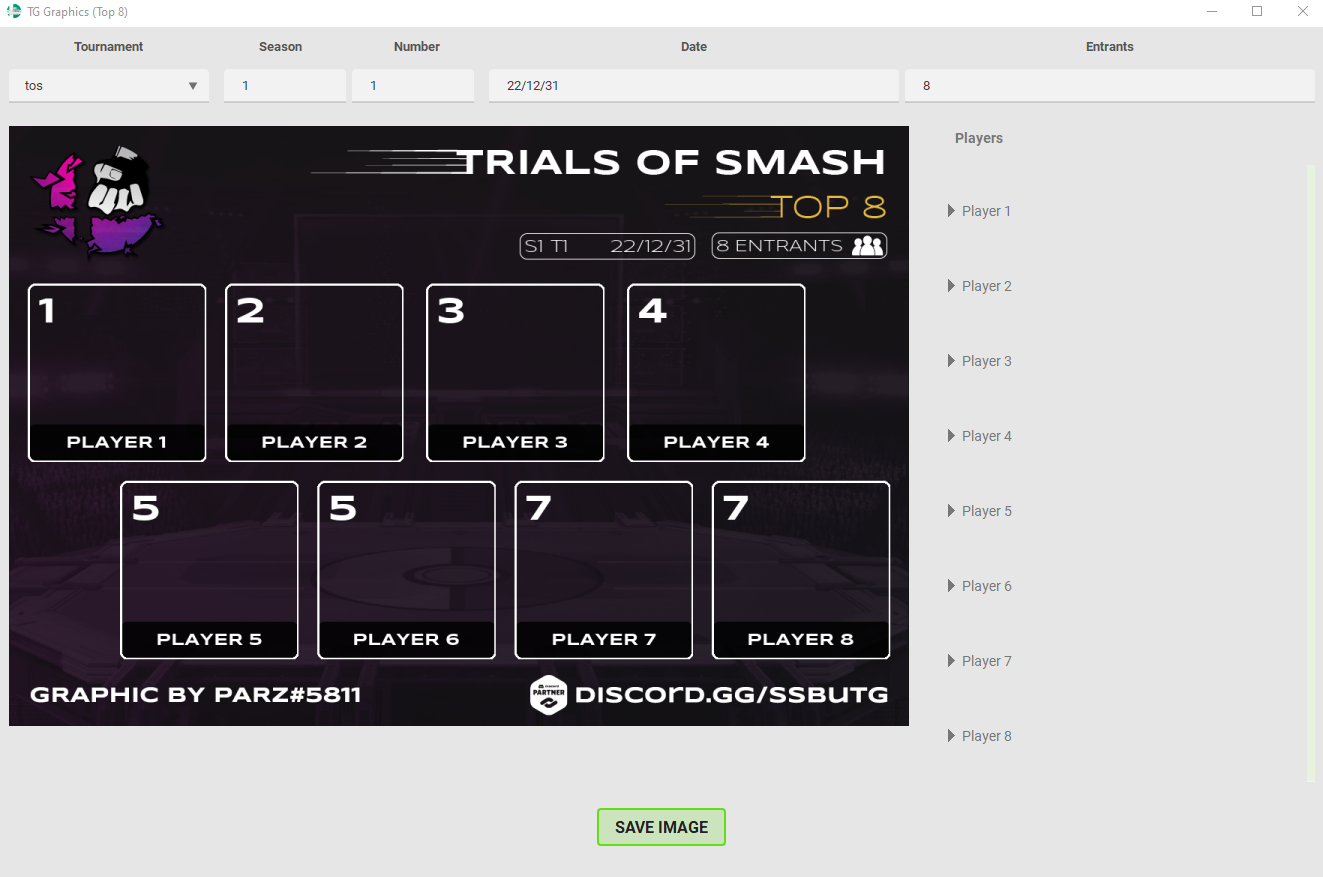 TG Graphics (Top 8)
Tournament Season Number Date Entrants
tos 1 1 22/12/31 8
Players
TRIALS OF SMASH
TOP 8
S1 T1 22/12/31 8 ENTRANTS
1 2 3 4
PLAYER 1 PLAYER 2 PLAYER 3 PLAYER 4
5 5 7 7
PLAYER 5 PLAYER 6 PLAYER 7 PLAYER 8
GRAPHIC BY PARZ#5811 PARTNER DISCORD.GG/SSBUTG
Player 1
Player 2
Player 3
Player 4
Player 5
Player 6
Player 7
Player 8
SAVE IMAGE